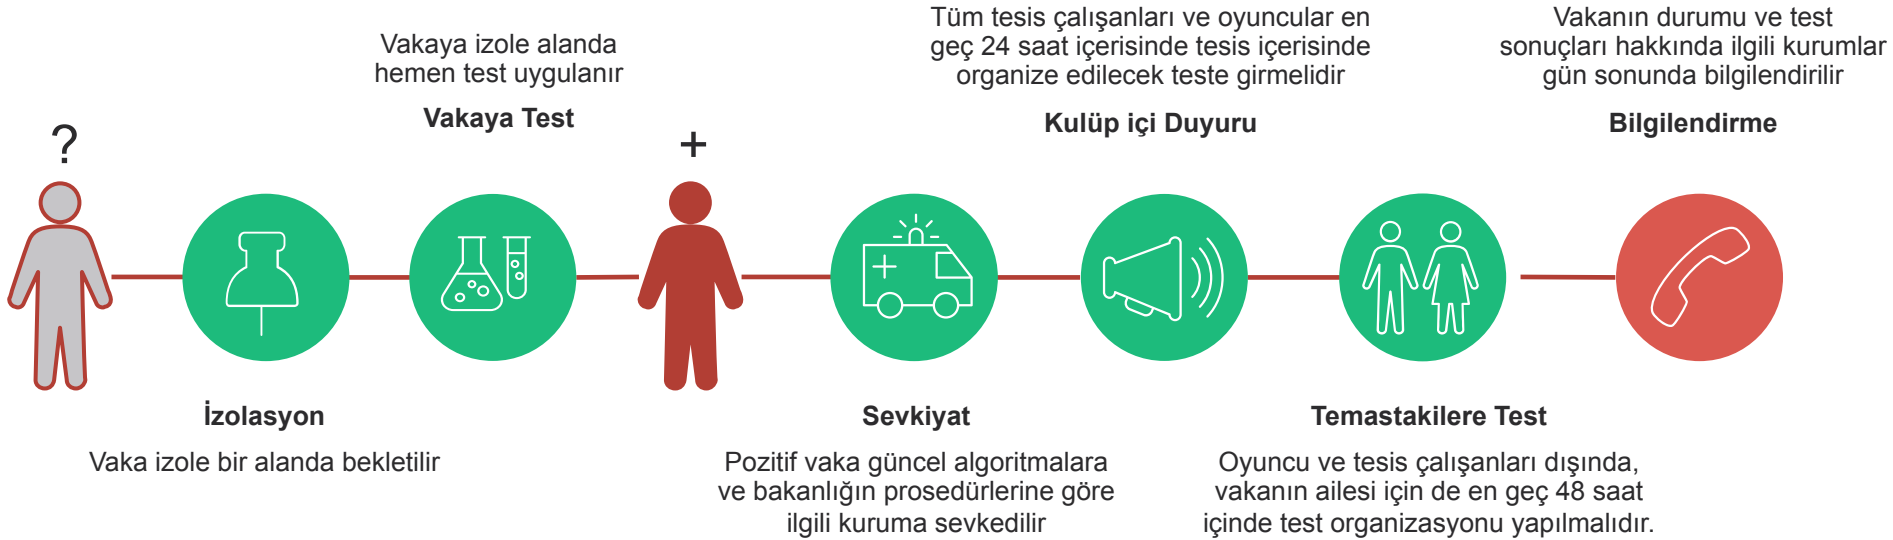 Vakaya izole alanda
hemen test uygulanır
Vakaya Test
Tüm tesis çalışanları ve oyuncular en
geç 24 saat içerisinde tesis içerisinde
organize edilecek teste girmelidir
Kulüp içi Duyuru
Vakanın durumu ve test
sonuçları hakkında ilgili kurumlar
gün sonunda bilgilendirilir
Bilgilendirme
?
+
İzolasyon
Vaka izole bir alanda bekletilir
Sevkiyat
Pozitif vaka güncel algoritmalara
ve bakanlığın prosedürlerine göre
ilgili kuruma sevkedilir
Temastakilere Test
Oyuncu ve tesis çalışanları dışında,
vakanın ailesi için de en geç 48 saat
içinde test organizasyonu yapılmalıdır.